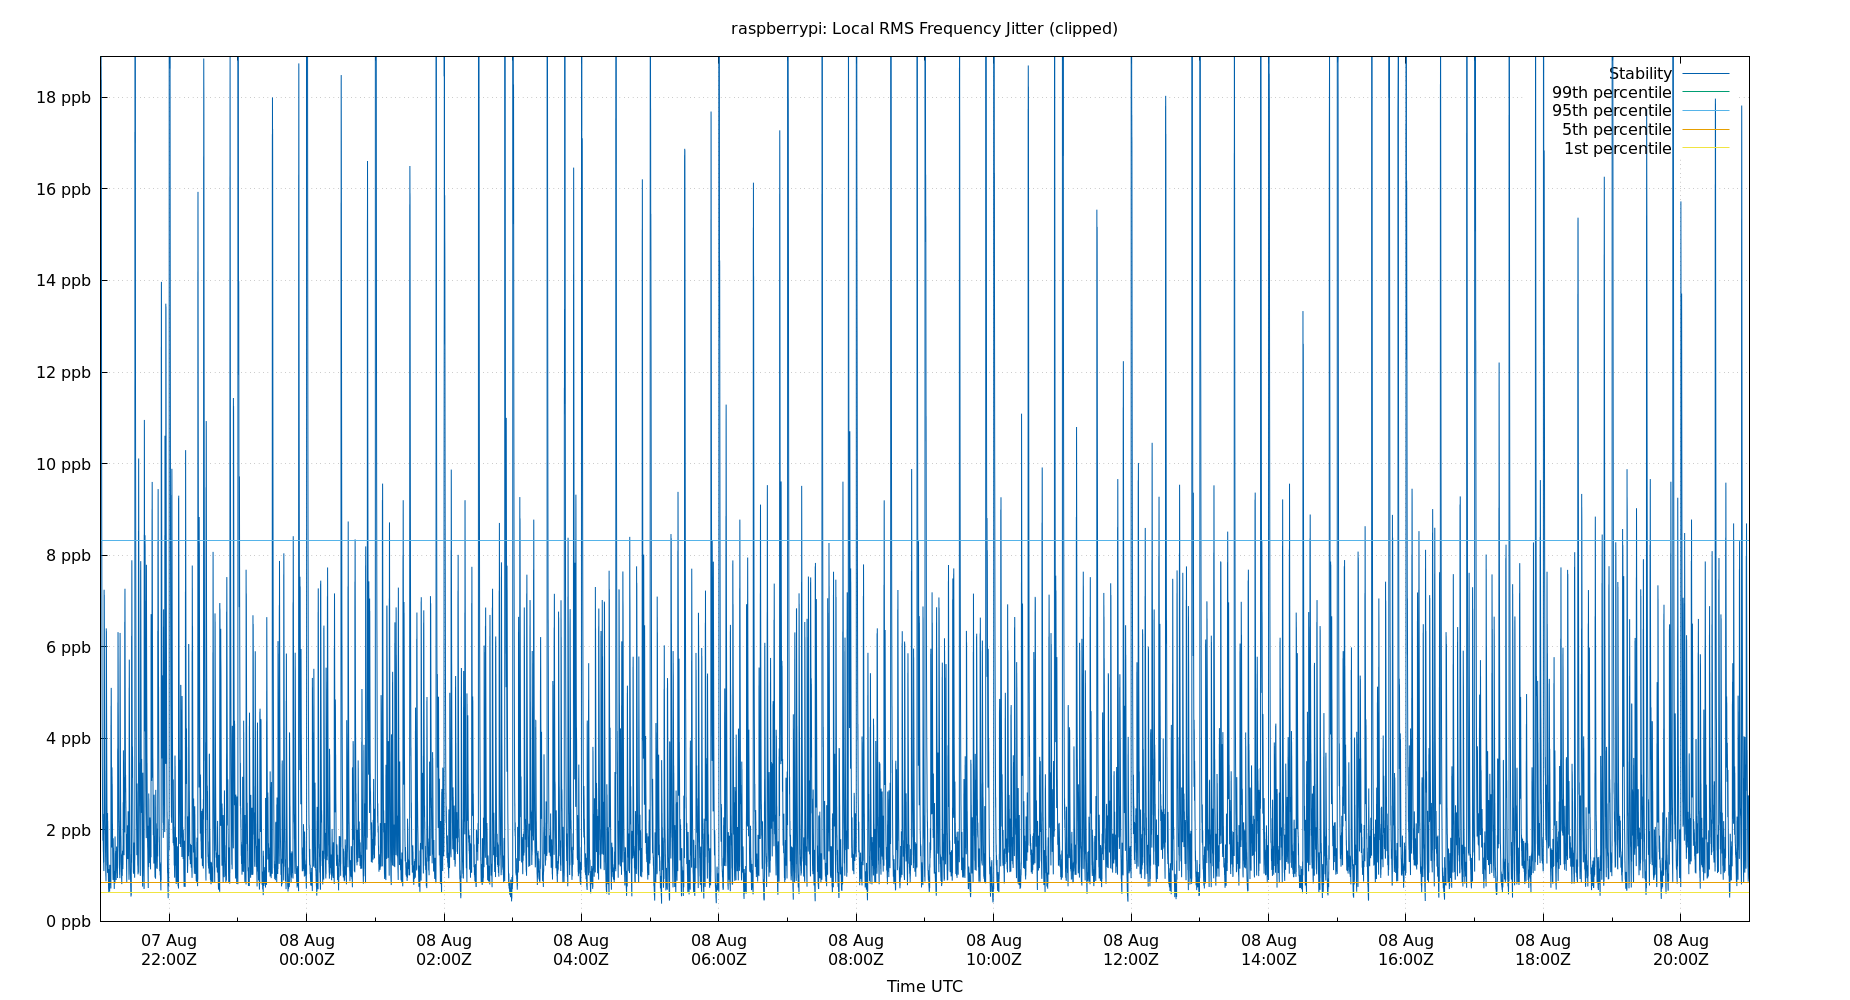 raspberrypi: Local RMS Frequency Jitter (clipped)
Stability
99th percentile
95th percentile
5th percentile
1st percentile
18 ppb
16 ppb
14 ppb
12 ppb
10 ppb
8 ppb
6 ppb
4 ppb
2 ppb
0 ppb
07 Aug 08 Aug 08 Aug 08 Aug 08 Aug 08 Aug 08 Aug 08 Aug 08 Aug 08 Aug 08 Aug 08 Aug
22:00Z 00:00Z 02:00Z 04:00Z 06:00Z 08:00Z 10:00Z 12:00Z 14:00Z 16:00Z 18:00Z 20:00Z
Time UTC